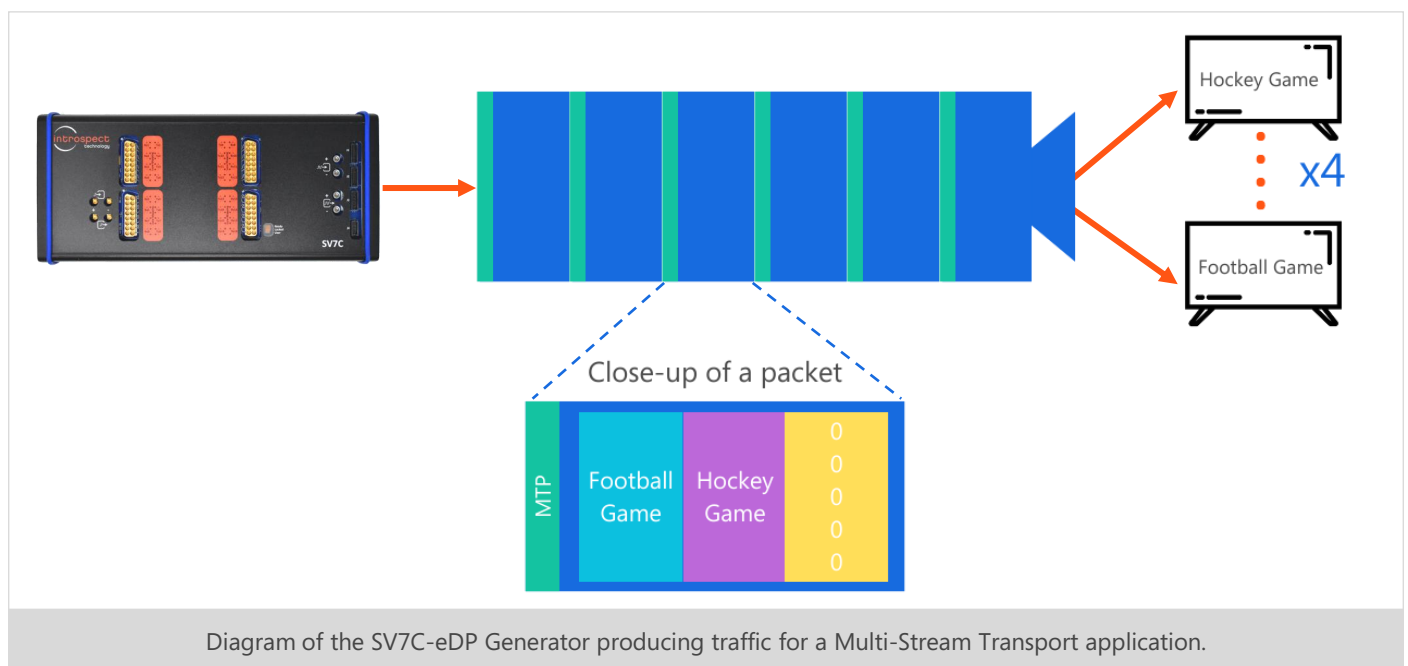 introspect
technology
SV7C
Hockey Game
x4
Football Game
Close-up of a packet
MTP
Football
Game
Hockey
Game
0
0
0
0
0
Diagram of the SV7C-eDP Generator producing traffic for a Multi-Stream Transport application.